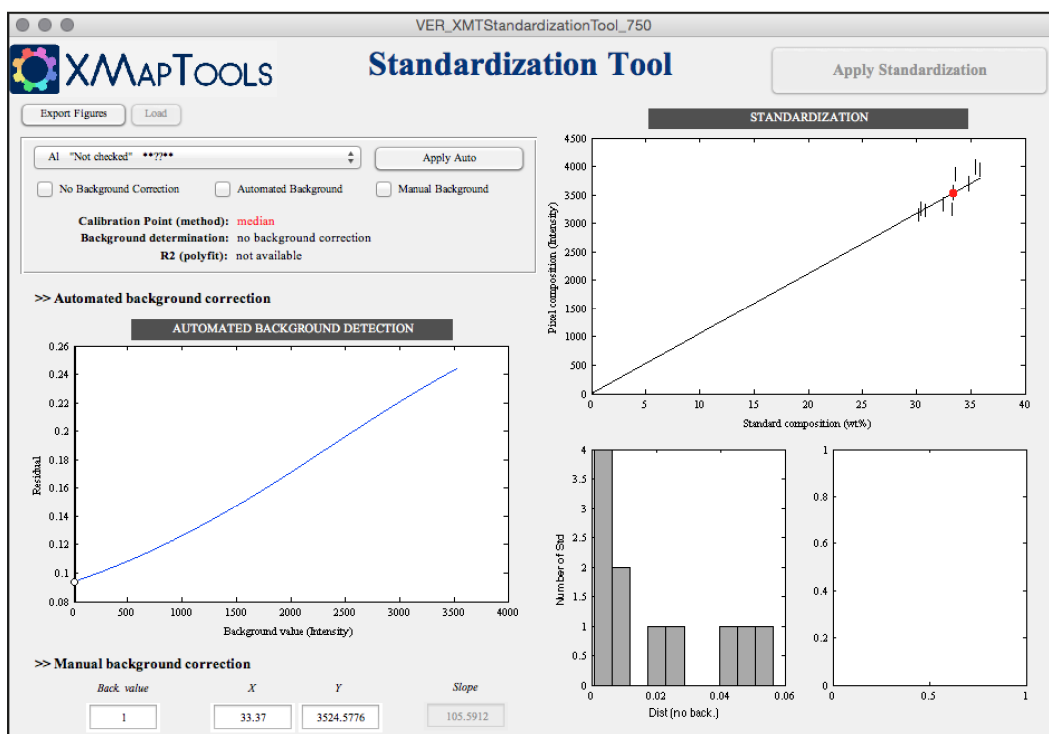 VER_XMTStandardizationTool_750
XMapTools
Standardization Tool
Apply Standardization
Export Figures
Load
Al "Not checked" **??**
Apply Auto
No Background Correction
Automated Background
Manual Background
Calibration Point (method): median
Background determination: no background correction
R2 (polyfit): not available
>> Automated background correction
AUTOMATED BACKGROUND DETECTION
0.26
0.24
0.22
0.2
0.18
0.16
0.14
0.12
0.1
0.08
Residual
0 500 1000 1500 2000 2500 3000 3500 4000
Background value (Intensity)
>> Manual background correction
Back. value X Y Slope
1 33.37 3524.5776 105.5912
STANDARDIZATION
4500
4000
3500
3000
2500
2000
1500
1000
500
0
Pixel composition (Intensity)
0 5 10 15 20 25 30 35 40
Standard composition (wt%)
4
3.5
3
2.5
2
1.5
1
0.5
0
Number of Std
0 0.02 0.04 0.06
Dist (no back.)
1
0.8
0.6
0.4
0.2
0
0 0.5 1